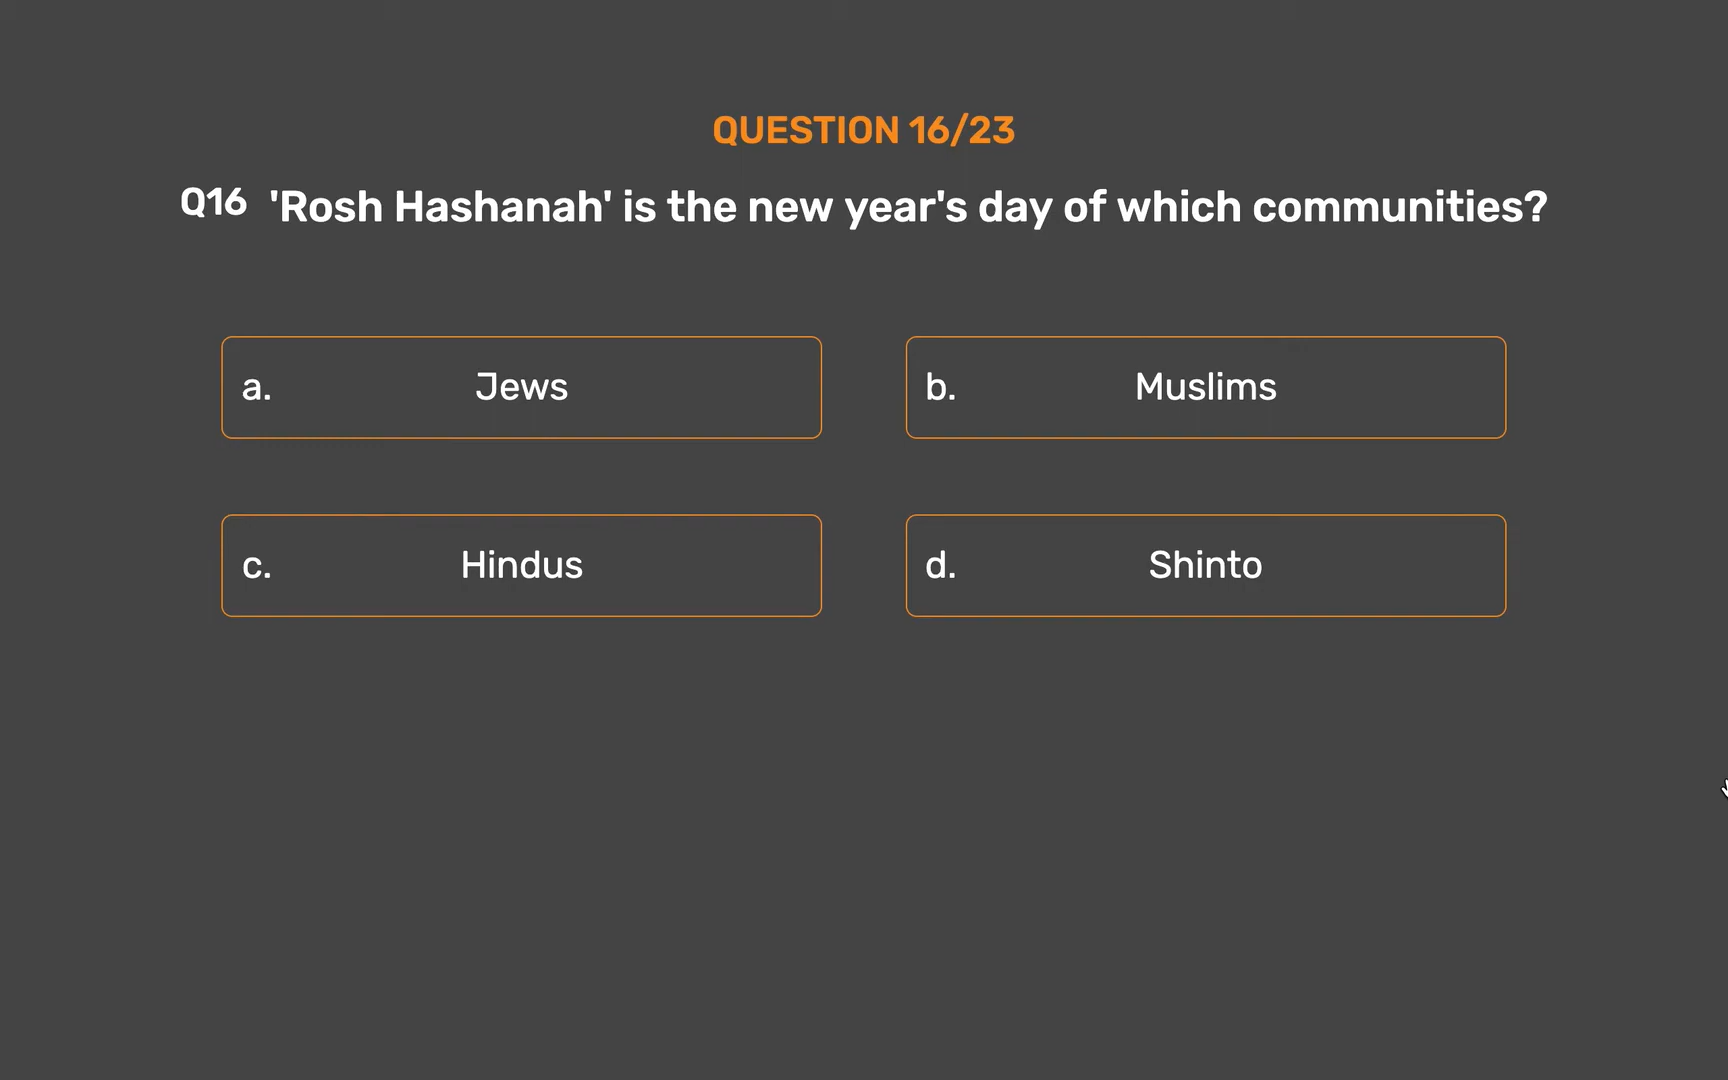 QUESTION 16/23
Q16 'Rosh Hashanah' is the new year's day of which communities?
a. Jews
b. Muslims
c. Hindus
d. Shinto